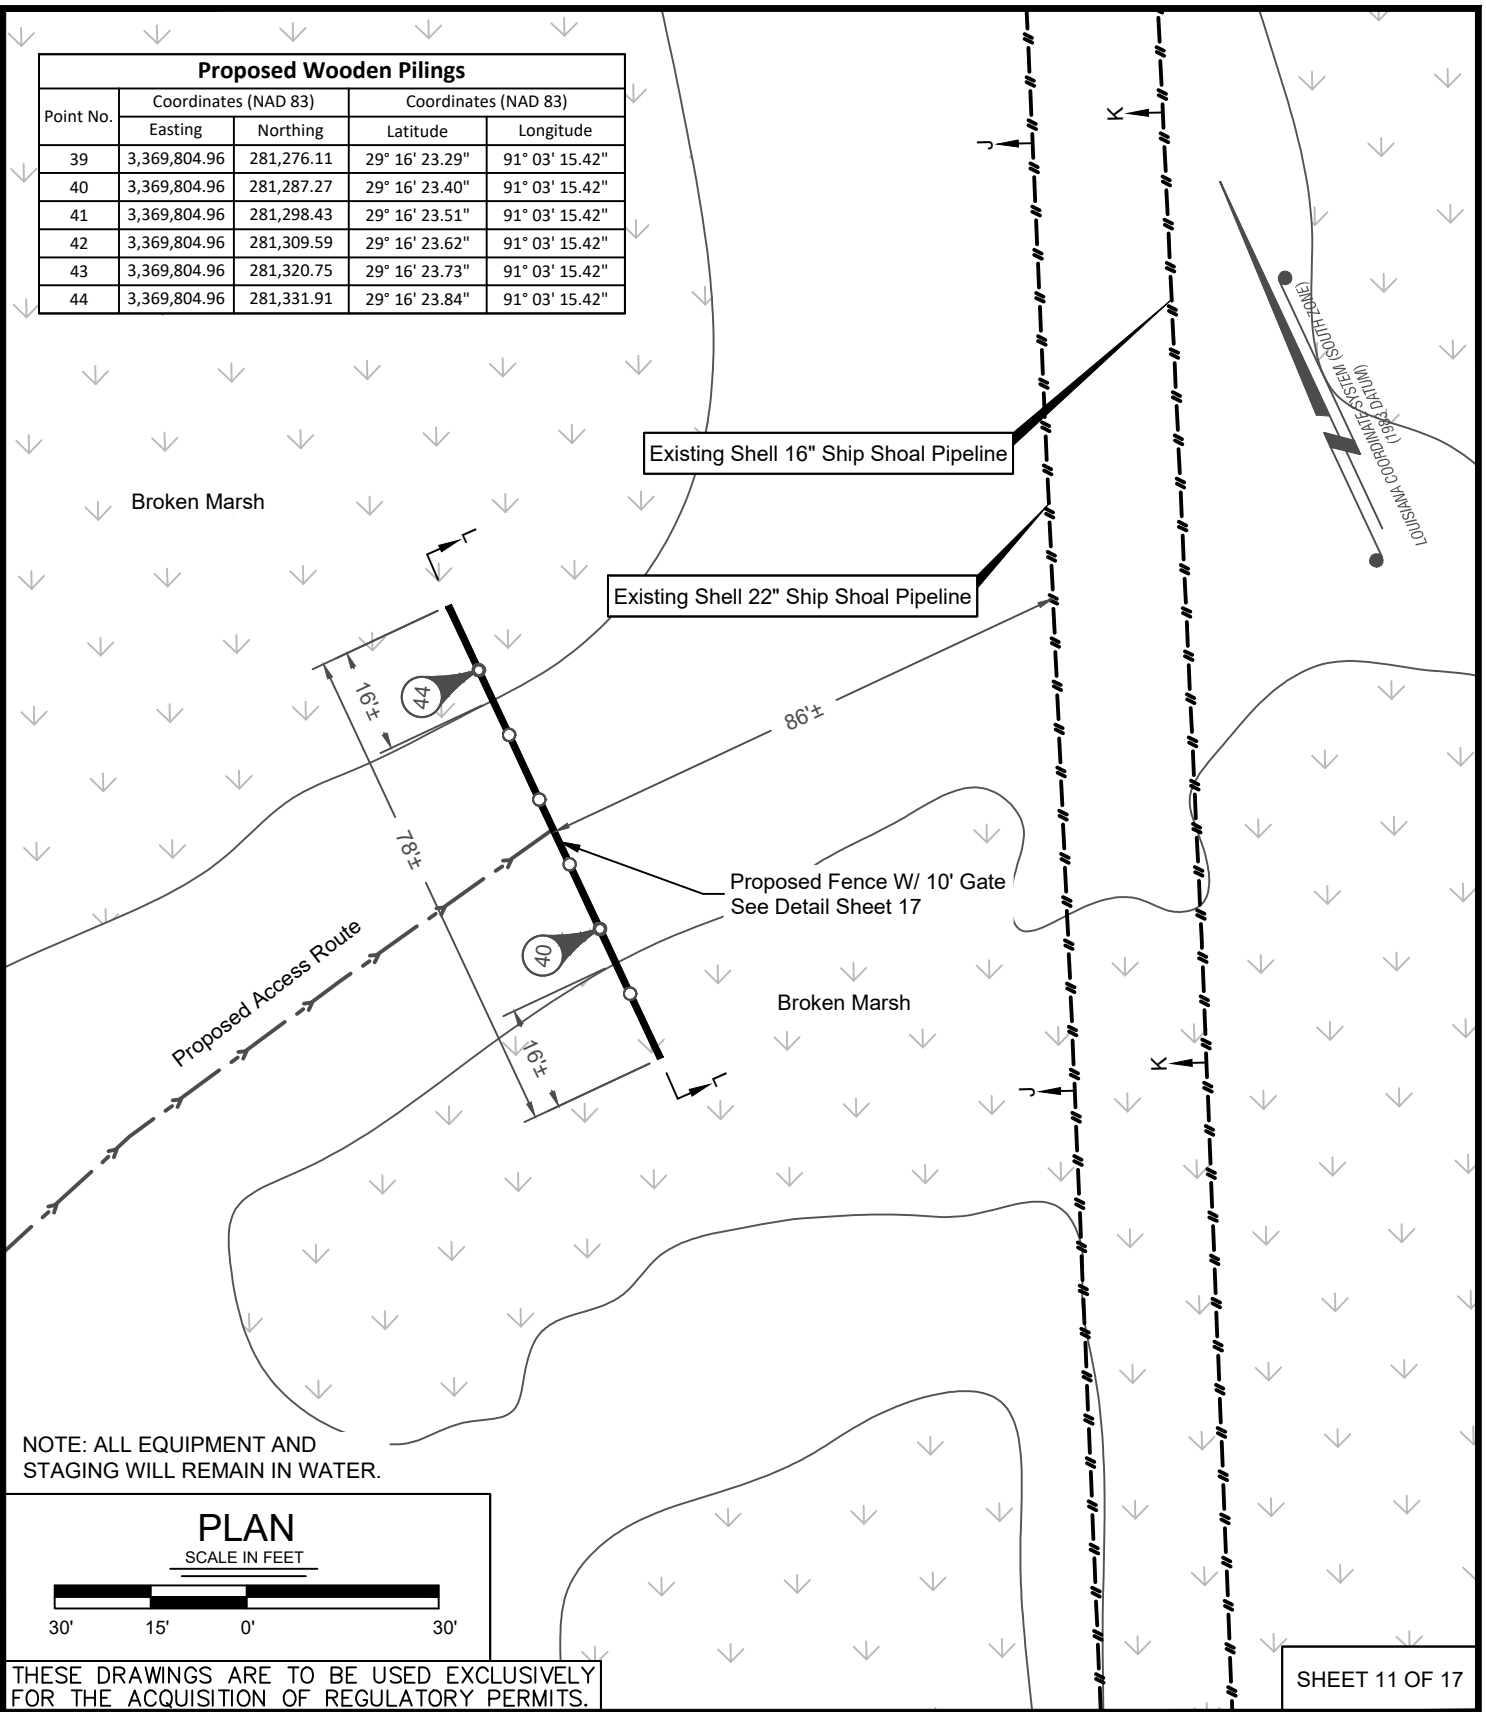 Proposed Wooden Pilings
Point No. Coordinates (NAD 83) Coordinates (NAD 83)
Easting Northing Latitude Longitude
39 3,369,804.96 281,276.11 29° 16' 23.29" 91° 03' 15.42"
40 3,369,804.96 281,287.27 29° 16' 23.40" 91° 03' 15.42"
41 3,369,804.96 281,298.43 29° 16' 23.51" 91° 03' 15.42"
42 3,369,804.96 281,309.59 29° 16' 23.62" 91° 03' 15.42"
43 3,369,804.96 281,320.75 29° 16' 23.73" 91° 03' 15.42"
44 3,369,804.96 281,331.91 29° 16' 23.84" 91° 03' 15.42"
K
J
LOUISIANA COORDINATE SYSTEM (SOUTH ZONE)
(1983 DATUM)
Existing Shell 16" Ship Shoal Pipeline
Broken Marsh
L
Existing Shell 22" Ship Shoal Pipeline
16'±
44
86'±
78'±
Proposed Fence W/ 10' Gate
See Detail Sheet 17
40
Proposed Access Route
Broken Marsh
16'±
L
K
J
NOTE: ALL EQUIPMENT AND
STAGING WILL REMAIN IN WATER.
PLAN
SCALE IN FEET
30' 15' 0' 30'
THESE DRAWINGS ARE TO BE USED EXCLUSIVELY
FOR THE ACQUISITION OF REGULATORY PERMITS.
SHEET 11 OF 17